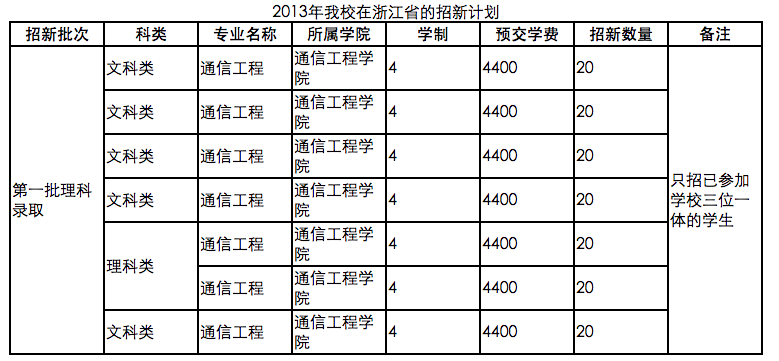 2013年我校在浙江省的招新计划
招新批次 科类 专业名称 所属学院 学制 预交学费 招新数量 备注
文科类 通信工程 通信工程学院 4 4400 20
文科类 通信工程 通信工程学院 4 4400 20
文科类 通信工程 通信工程学院 4 4400 20
第一批理科录取
文科类 通信工程 通信工程学院 4 4400 20
只招已参加学校三位一体的学生
理科类
通信工程 通信工程学院 4 4400 20
通信工程 通信工程学院 4 4400 20
文科类 通信工程 通信工程学院 4 4400 20